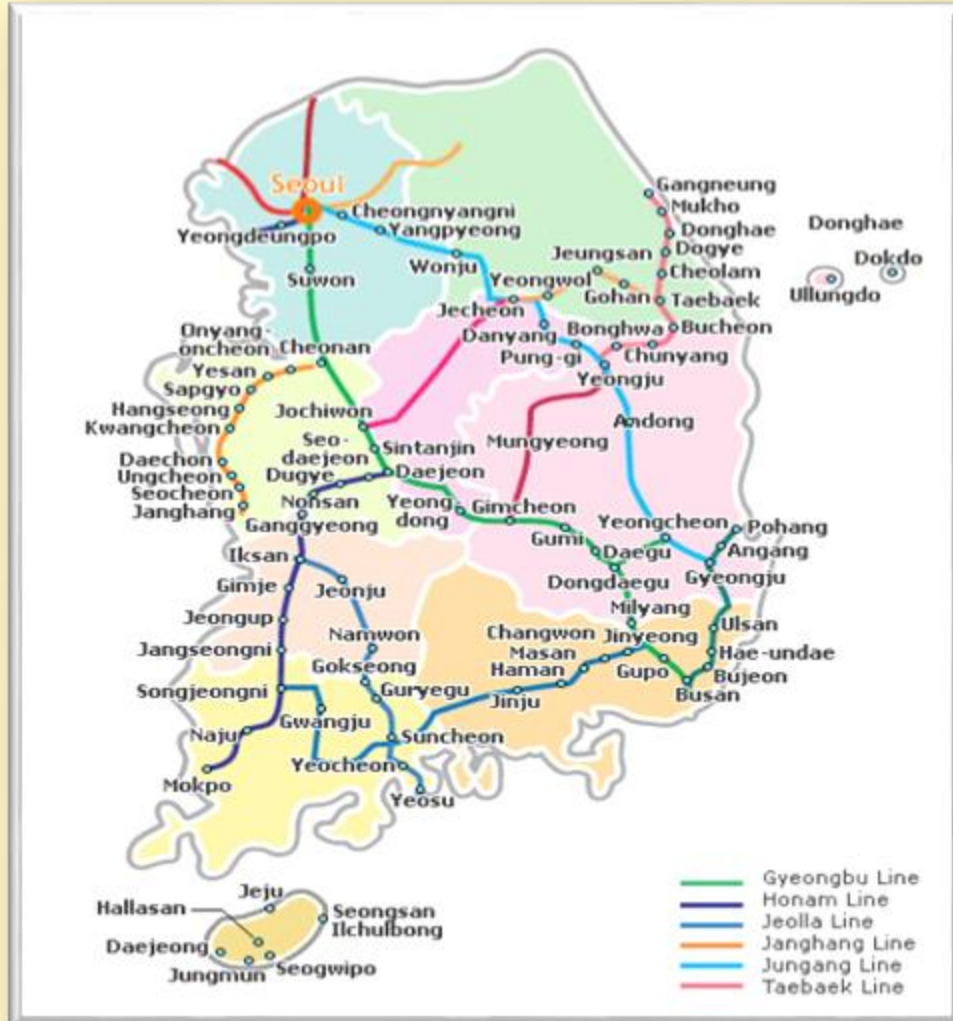 Seoul
Cheongnyangni
Yeongdeungpo
Yangpyeong
Suwon
Wonju
Gangneung
Mukho
Donghae
Dogye
Cheolam
Taebaek
Jeungsan
Yeongwol
Gohan
Jecheon
Danyang
Bonghwa
Bucheon
Pung-gi
Chunyang
Yeongju
Donghae
Dokdo
Ullungdo
Onyang-
oncheon
Cheonan
Yesan
Sapgyo
Hangseong
Kwangcheon
Daechon
Ungcheon
Seocheon
Janghang
Jochiwon
Seo-
daejeon
Sintanjin
Dugye
Daejeon
Nonsan
Ganggyeong
Yeong-
dong
Gimcheon
Mungyeong
Andong
Gumi
Yeongcheon
Pohang
Daegu
Angang
Dongdaegu
Gyeongju
Iksan
Gimje
Jeonju
Jeongup
Namwon
Jangseongni
Gokseong
Songjeongni
Guryegu
Gwangju
Naju
Suncheon
Mokpo
Yeocheon
Yeosu
Milyang
Changwon
Jinyeong
Masan
Haman
Jinju
Gupo
Ulsan
Hae-undae
Bujeon
Busan
Jeju
Hallasan
Seongsan
Ilchulbong
Daejeong
Jungmun
Seogwipo
Gyeongbu Line
Honam Line
Jeolla Line
Janghang Line
Jungang Line
Taebaek Line